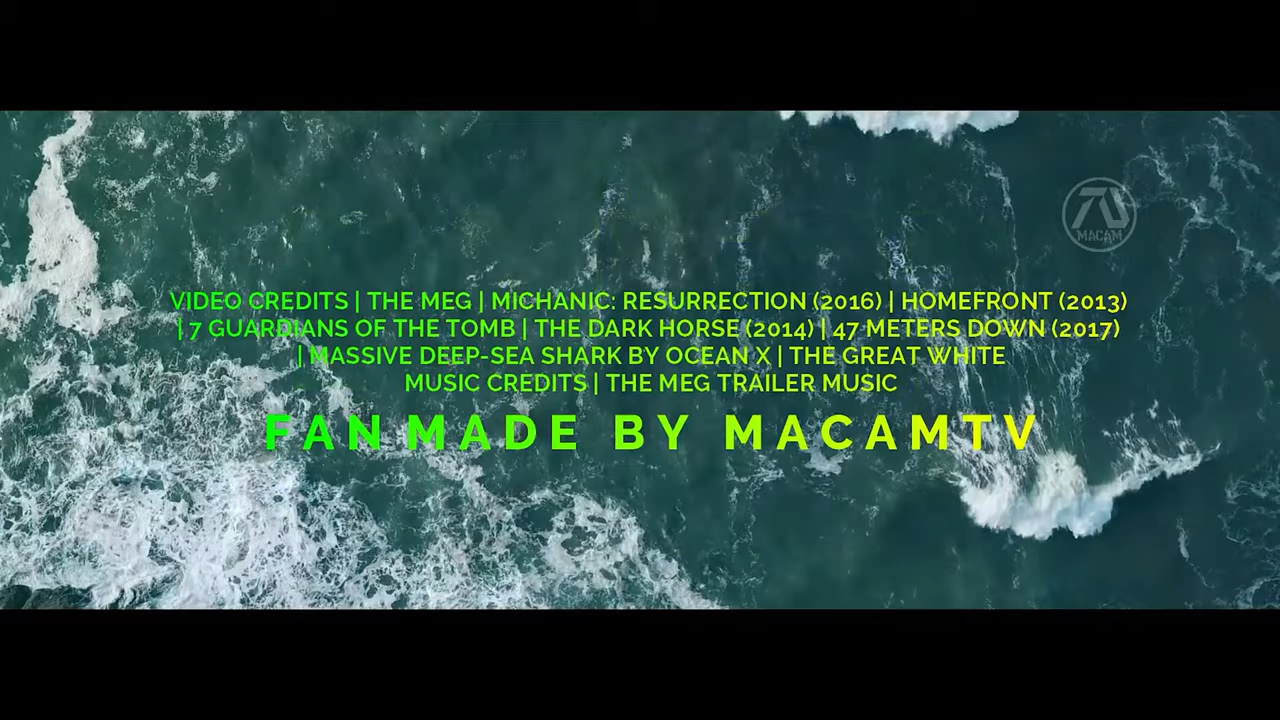 MACAM
VIDEO CREDITS | THE MEG | MICHANIC: RESURRECTION (2016) | HOMEFRONT (2013)
| 7 GUARDIANS OF THE TOMB | THE DARK HORSE (2014) | 47 METERS DOWN (2017)
| MASSIVE DEEP-SEA SHARK BY OCEAN X | THE GREAT WHITE
MUSIC CREDITS | THE MEG TRAILER MUSIC
FAN MADE BY MACAMTV